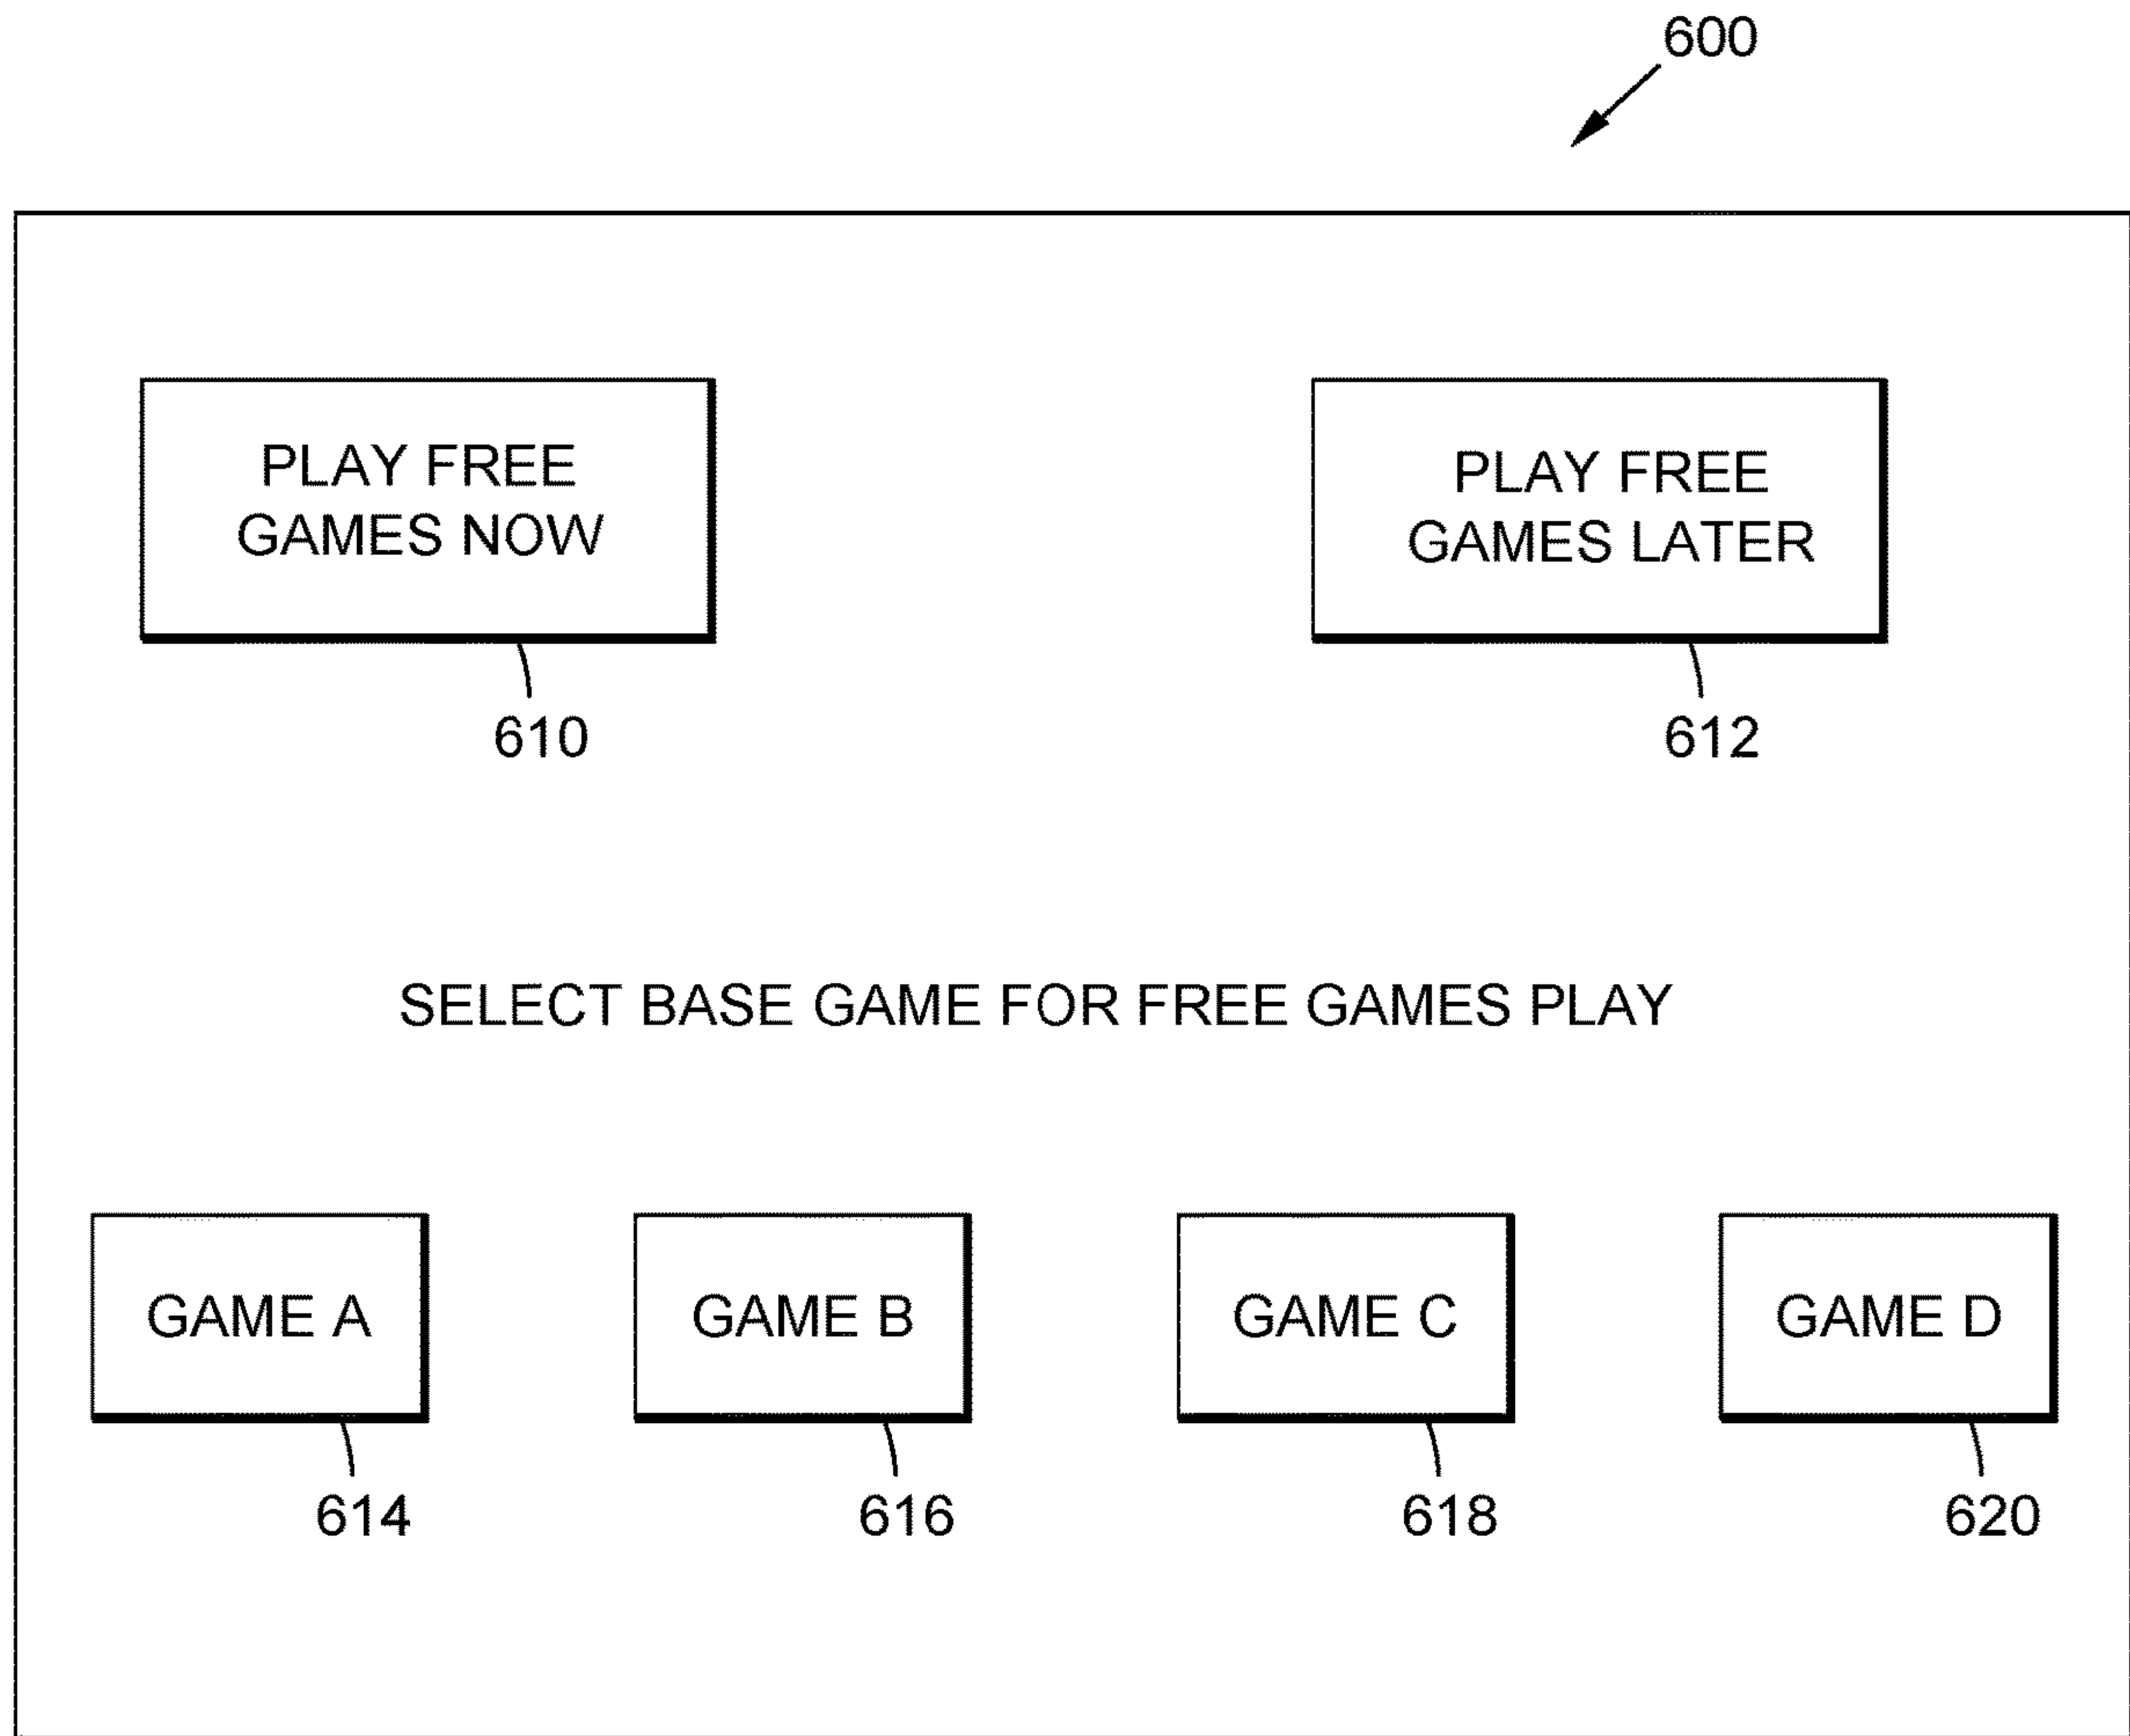 600
PLAY FREE
GAMES NOW
610
PLAY FREE
GAMES LATER
612
SELECT BASE GAME FOR FREE GAMES PLAY
GAME A
GAME B
GAME C
GAME D
614
616
618
620